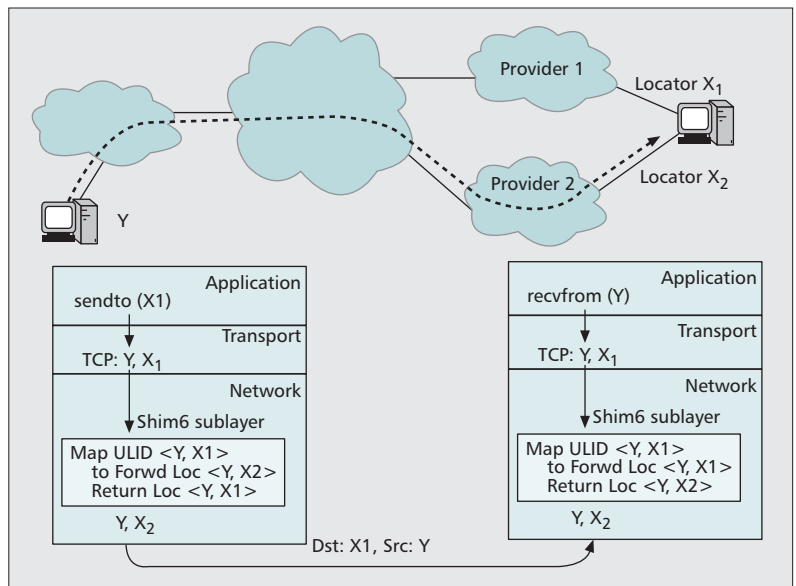 Provider 1
Locator X1
Provider 2
Locator X2
Y
Application
sendto (X1)
Transport
TCP: Y, X1
Network
Shim6 sublayer
Map ULID <Y, X1>
to Forwd Loc <Y, X2>
Return Loc <Y, X1>
Y, X2
Application
recvfrom (Y)
Transport
TCP: Y, X1
Network
Shim6 sublayer
Map ULID <Y, X1>
to Forwd Loc <Y, X1>
Return Loc <Y, X2>
Y, X2
Dst: X1, Src: Y